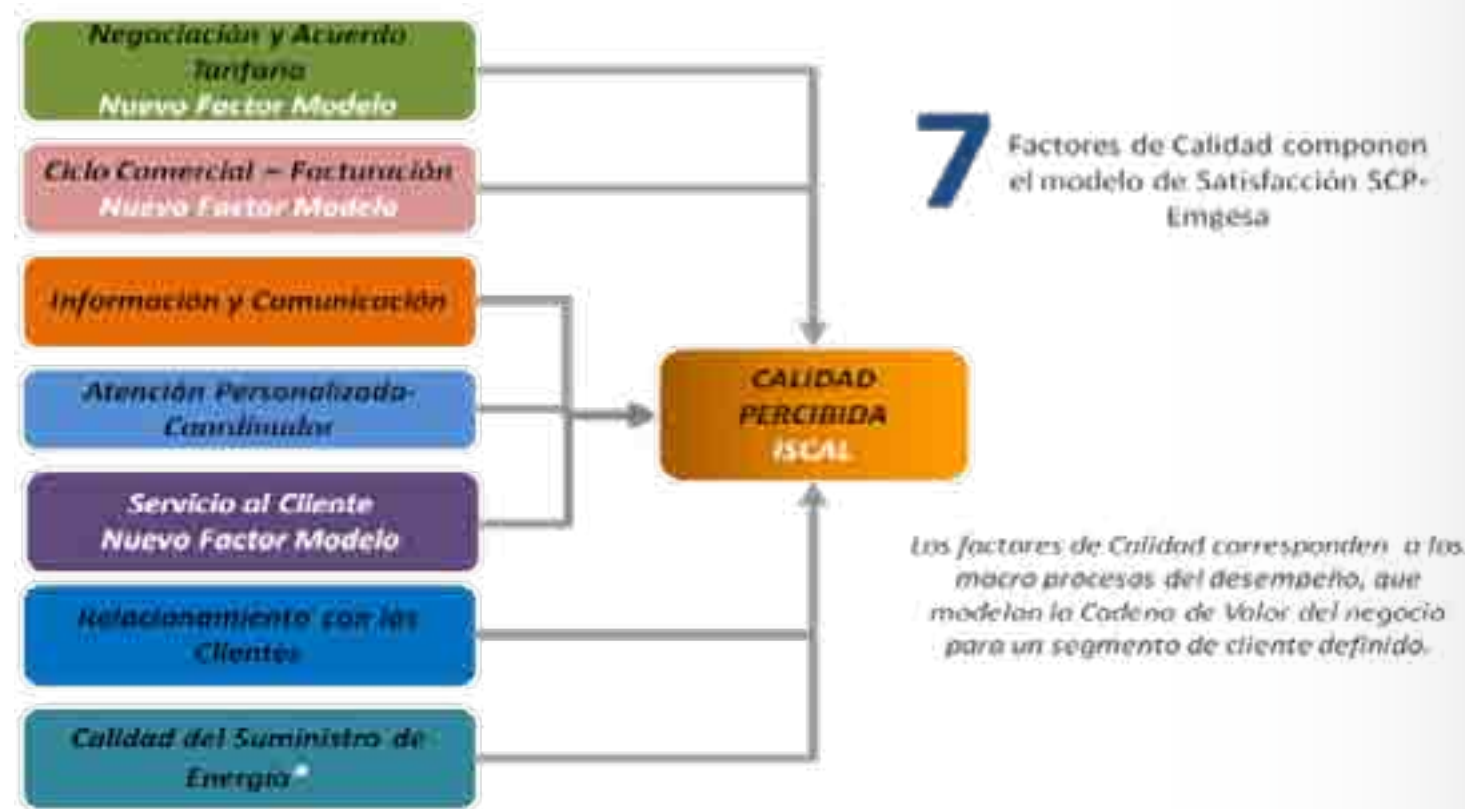 Negociación y Acuerdo
Tarifario
Nuevo Factor Modelo
Ciclo Comercial – Facturación
Nuevo Factor Modelo
Información y Comunicación
Atención Personalizada-
Coordinador
Servicio al Cliente
Nuevo Factor Modelo
Relacionamiento con los
Clientes
Calidad del Suministro de
Energía*
CALIDAD
PERCIBIDA
ISCAL
7
Factores de Calidad componen
el modelo de Satisfacción SCP-
Emgesa
Los factores de Calidad corresponden a los
macro procesos del desempeño, que
modelan la Cadena de Valor del negocio
para un segmento de cliente definido.